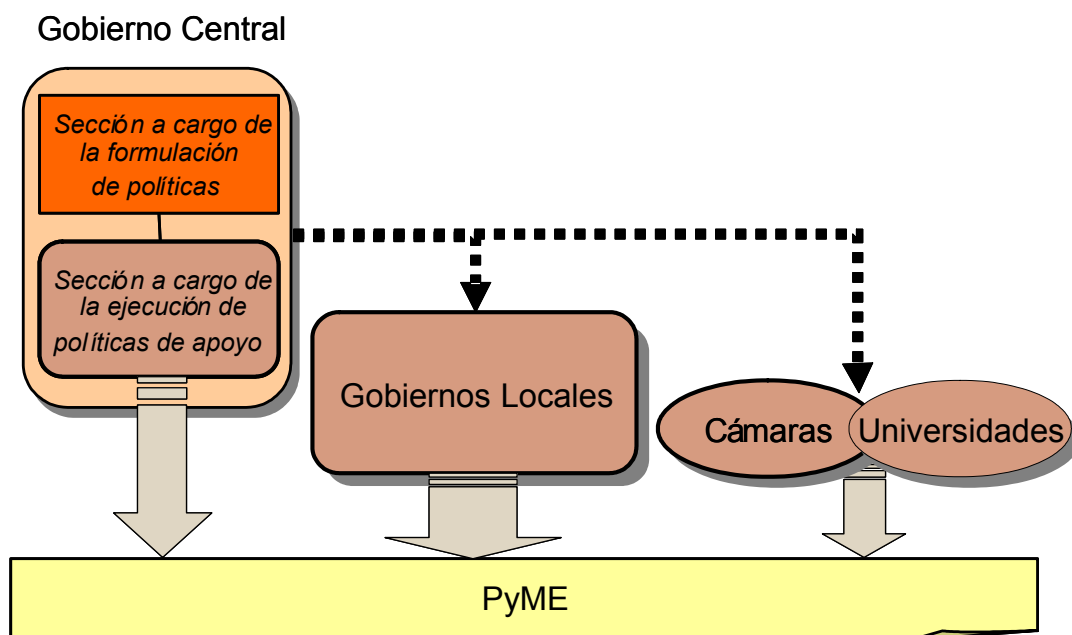 Gobierno Central
Sección a cargo de
la formulación
de políticas
Sección a cargo de
la ejecución de
políticas de apoyo
Gobiernos Locales
Cámaras
Universidades
PyME